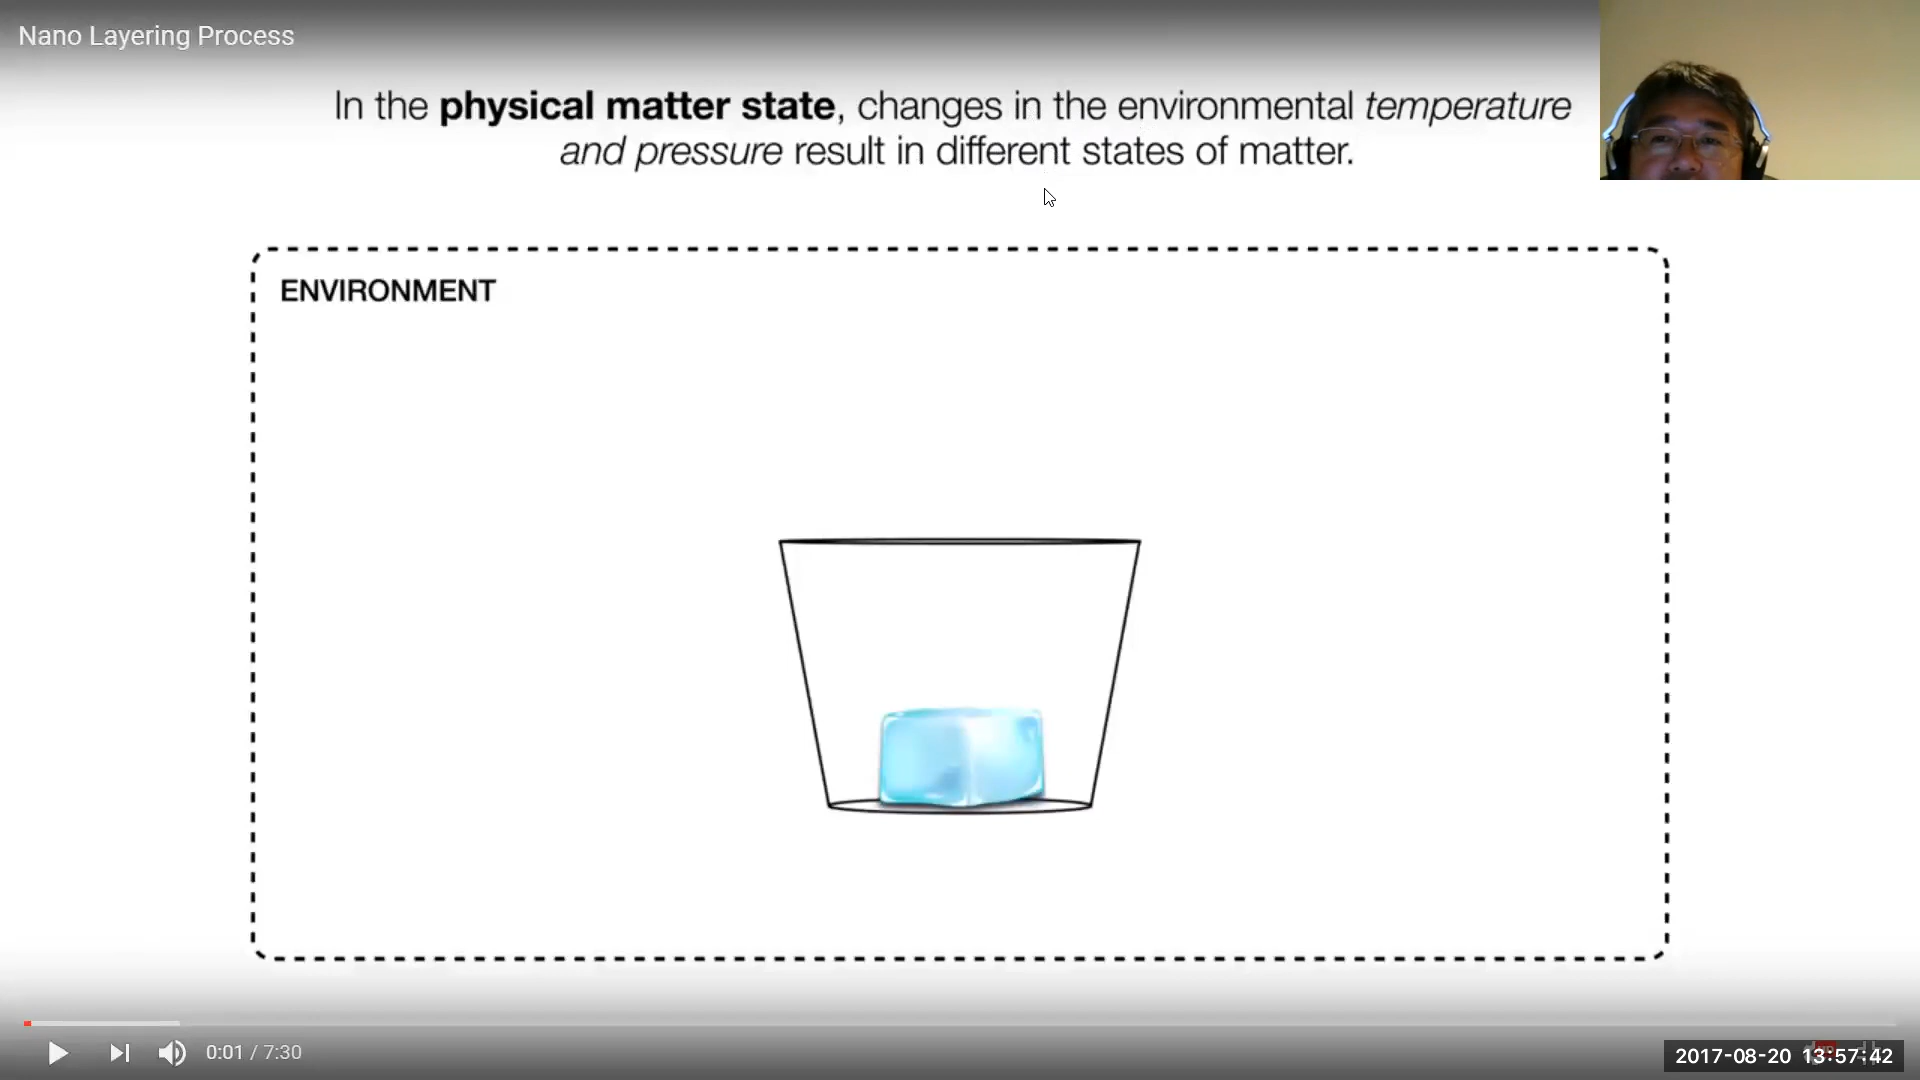 Nano Layering Process
In the physical matter state, changes in the environmental temperature
and pressure result in different states of matter.
ENVIRONMENT
0:01 / 7:30
2017-08-20 13:57:42